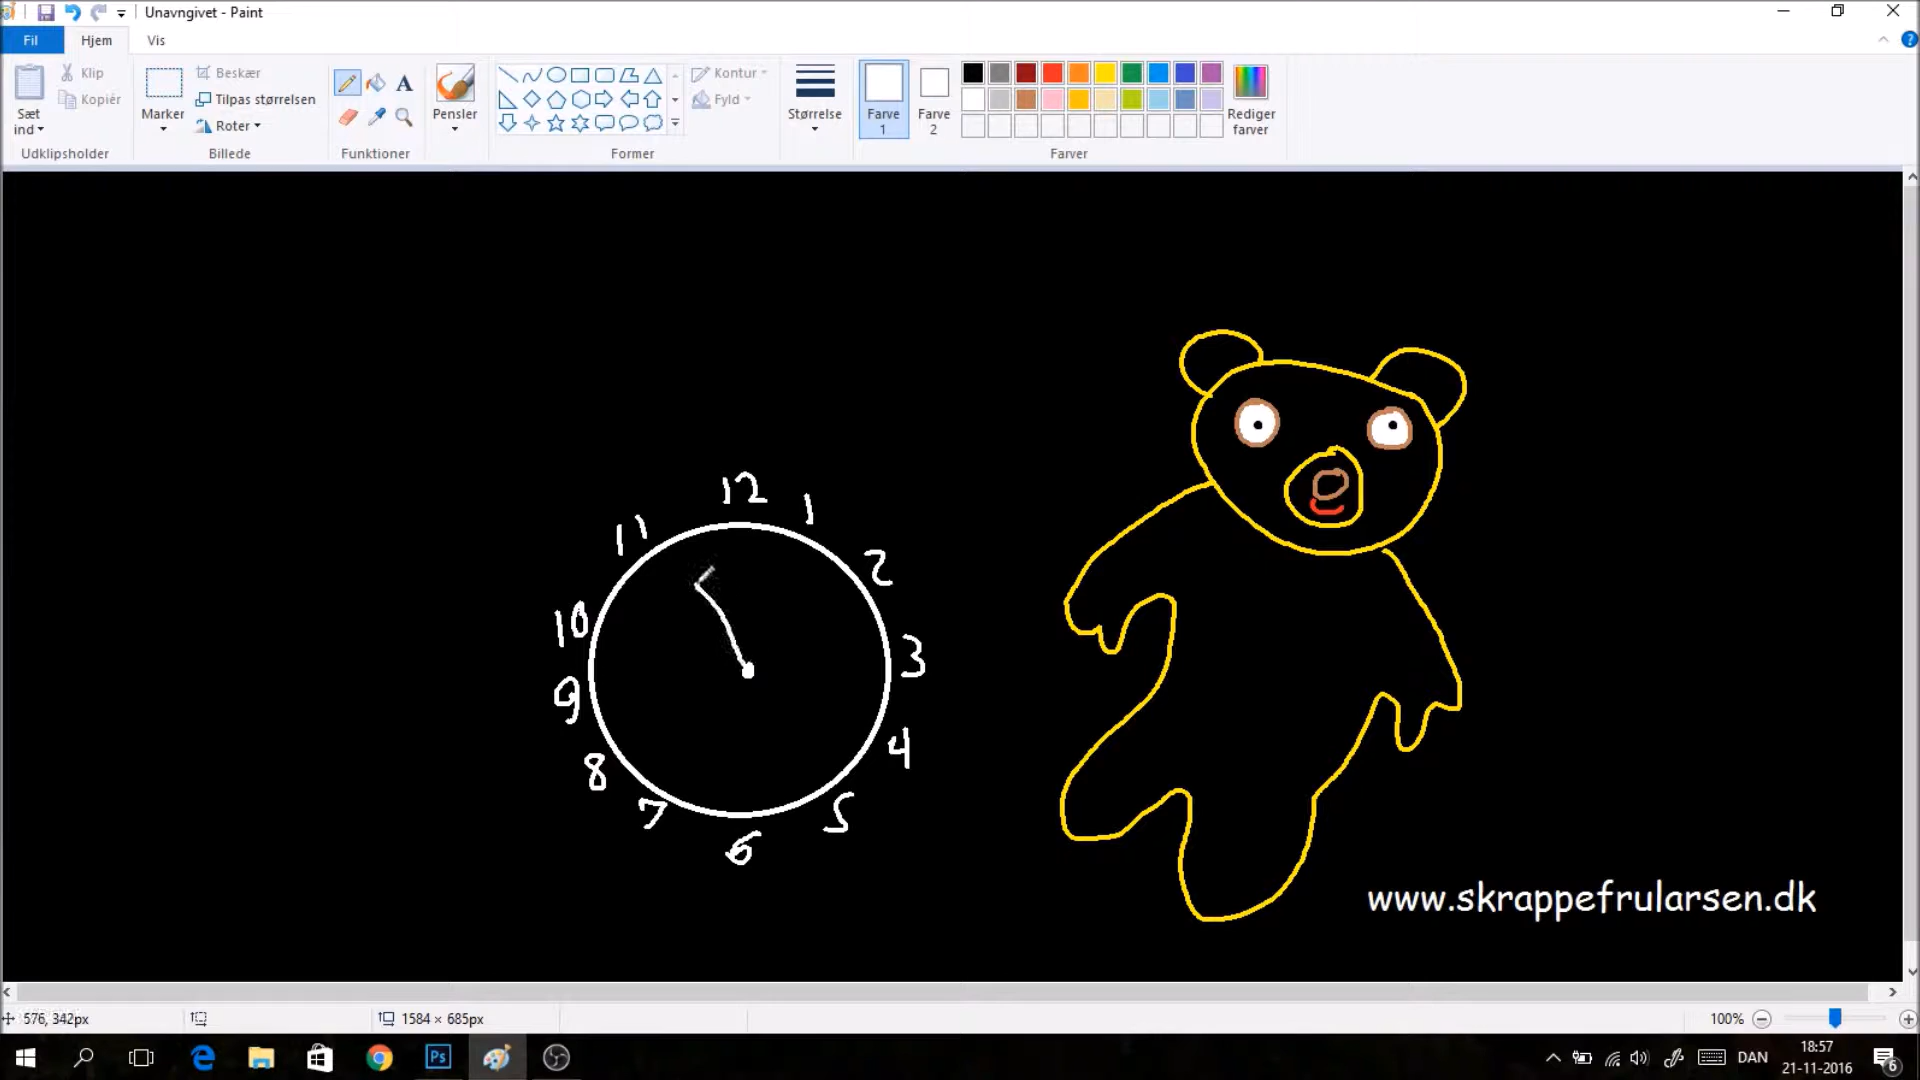 Unavngivet - Paint
Fil Hjem Vis
Sæt ind
Klip
Kopiér
Udklipsholder
Marker
Beskær
Tilpas størrelsen
Roter
Billede
A
Funktioner
Pensler
Former
Kontur
Fyld
Størrelse
Farve 1
Farve 2
Rediger farver
Farver
12
1
2
3
4
5
6
7
8
9
10
11
www.skrappefrularsen.dk
576, 342px
1584 × 685px
100%
Ps
DAN
18:57
21-11-2016
6